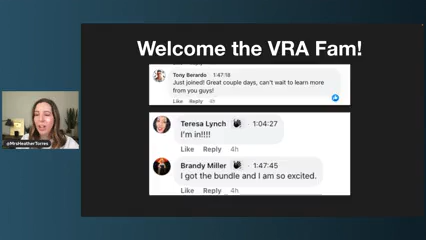 Welcome the VRA Fam!
Tony Berardo 1:47:18
Just joined! Great couple days, can't wait to learn more
from you guys!
Like Reply
Teresa Lynch 1:04:27
I'm in!!!!
Like Reply 4h
Brandy Miller 1:47:45
I got the bundle and I am so excited.
Like Reply 4h
@MrsHeatherTorres